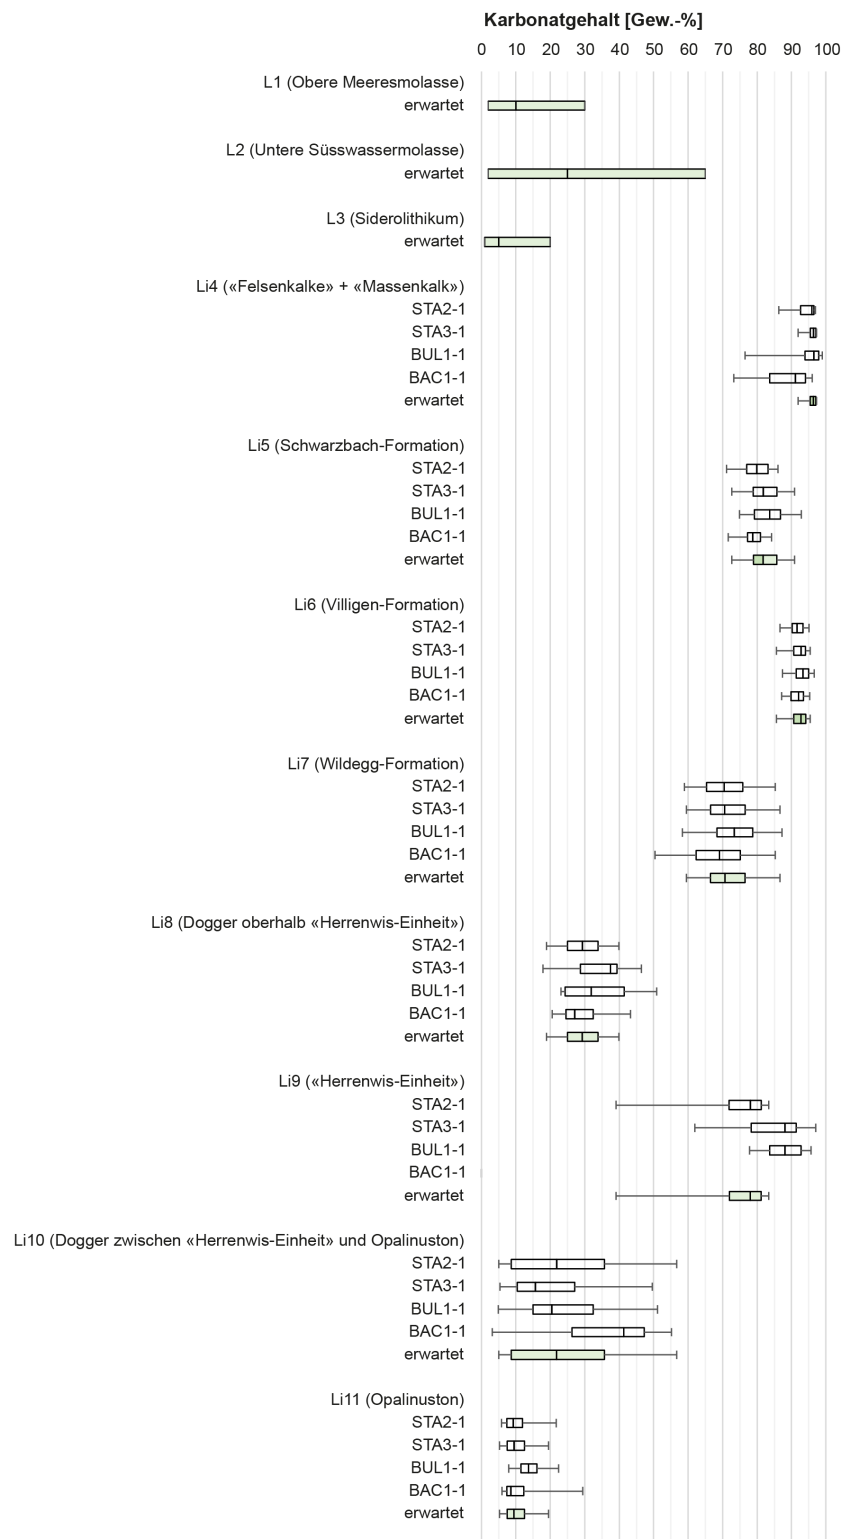 Karbonatgehalt [Gew.-%]
0 10 20 30 40 50 60 70 80 90 100
L1 (Obere Meeresmolasse)
erwartet
L2 (Untere Süsswassermolasse)
erwartet
L3 (Siderolithikum)
erwartet
Li4 («Felsenkalke» + «Massenkalk»)
STA2-1
STA3-1
BUL1-1
BAC1-1
erwartet
Li5 (Schwarzbach-Formation)
STA2-1
STA3-1
BUL1-1
BAC1-1
erwartet
Li6 (Villigen-Formation)
STA2-1
STA3-1
BUL1-1
BAC1-1
erwartet
Li7 (Wildegg-Formation)
STA2-1
STA3-1
BUL1-1
BAC1-1
erwartet
Li8 (Dogger oberhalb «Herrenwis-Einheit»)
STA2-1
STA3-1
BUL1-1
BAC1-1
erwartet
Li9 («Herrenwis-Einheit»)
STA2-1
STA3-1
BUL1-1
BAC1-1
erwartet
Li10 (Dogger zwischen «Herrenwis-Einheit» und Opalinuston)
STA2-1
STA3-1
BUL1-1
BAC1-1
erwartet
Li11 (Opalinuston)
STA2-1
STA3-1
BUL1-1
BAC1-1
erwartet